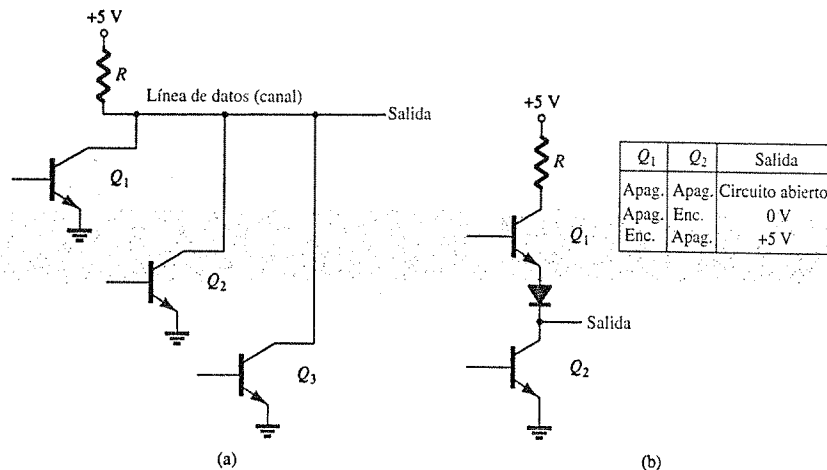 +5 V
R
Línea de datos (canal)
Salida
Q1
Q2
Q3
(a)
+5 V
R
Q1
Salida
Q2
(b)
Q1 Q2 Salida
Apag. Apag. Circuito abierto
Apag. Enc. 0 V
Enc. Apag. +5 V